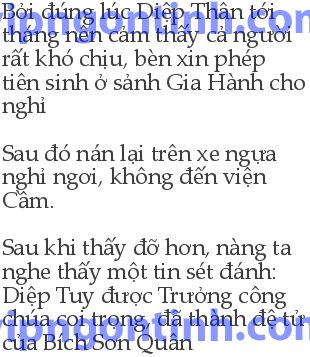 Bởi đúng lúc Diệp Thần tới
tháng nên cảm thấy cả người
rất khó chịu, bèn xin phép
tiên sinh ở sảnh Gia Hành cho
nghỉ
Sau đó nán lại trên xe ngựa
nghỉ ngơi, không đến viện
Cầm.
Sau khi thấy đỡ hơn, nàng ta
nghe thấy một tin sét đánh:
Diệp Tuy được Trưởng công
chúa coi trọng, đã thành đệ tử
của Bích Sơn Quân